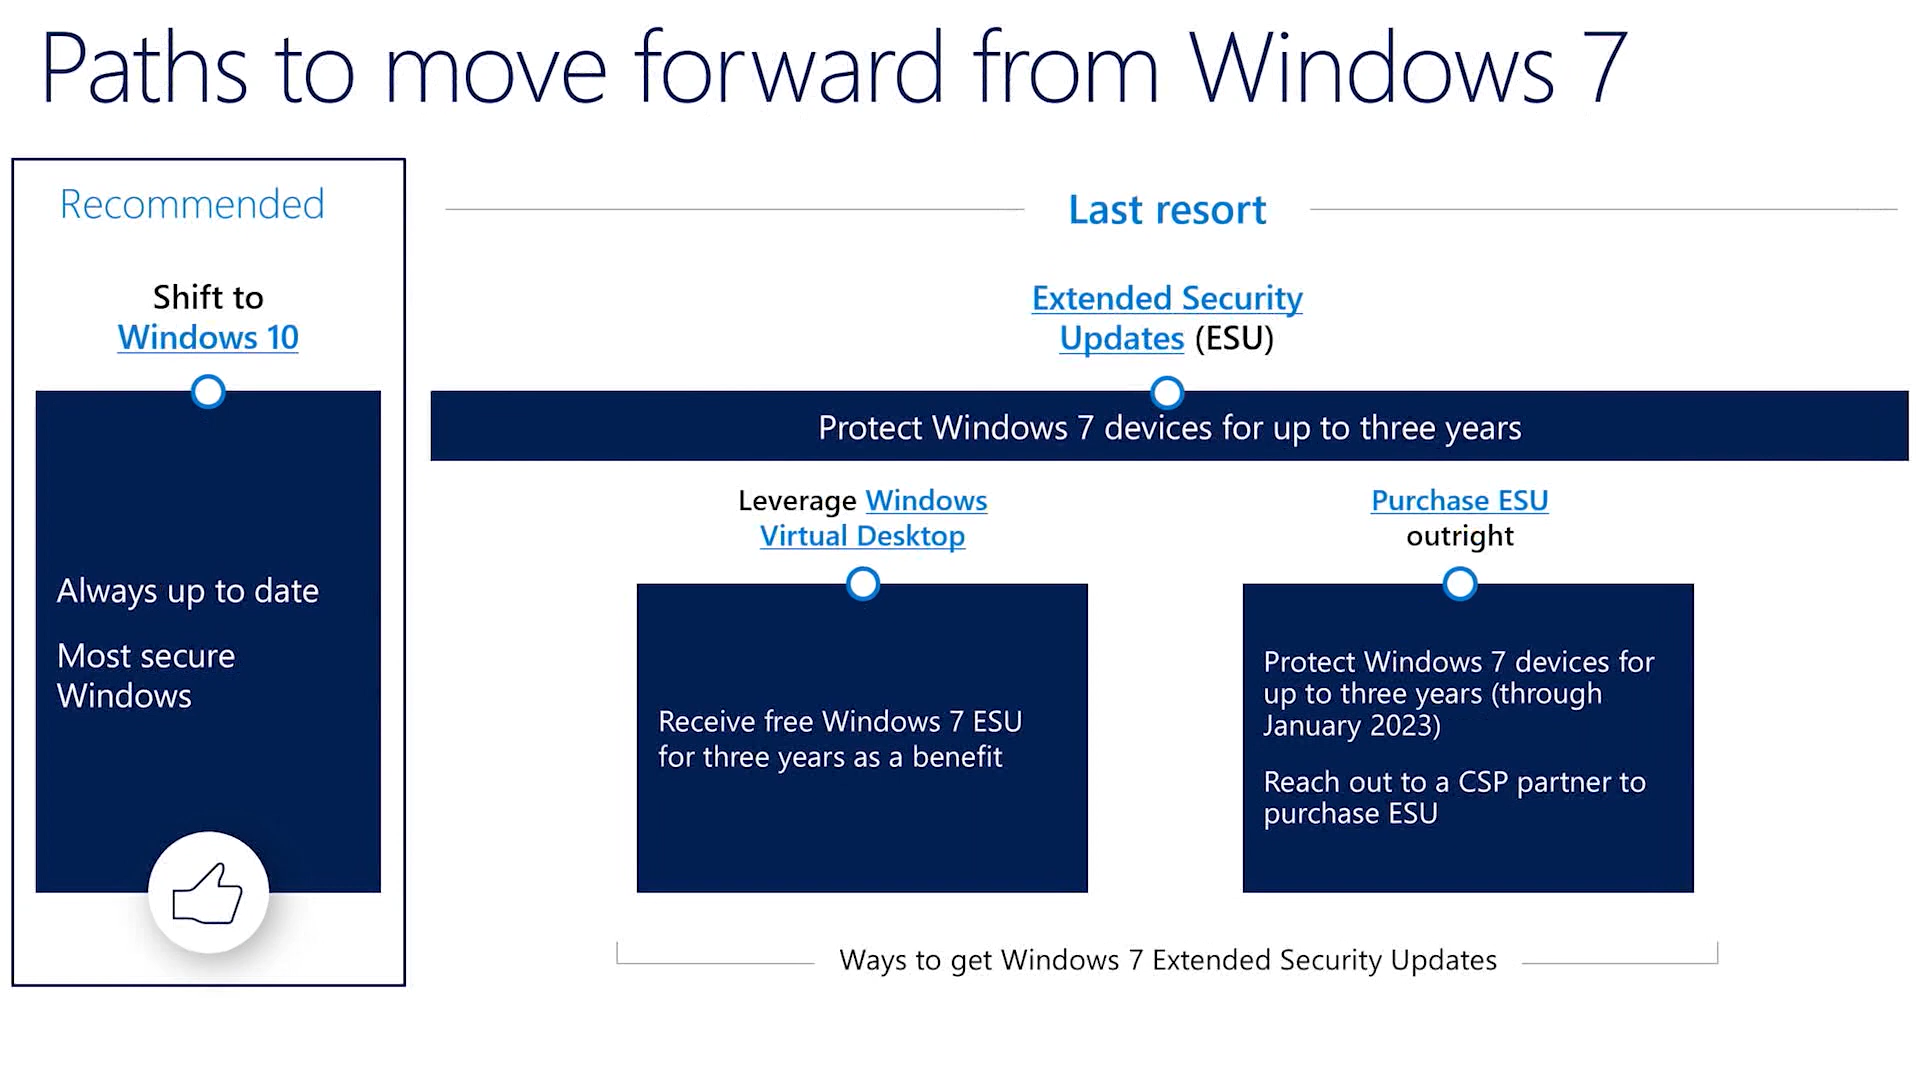 Paths to move forward from Windows 7
Recommended
Shift to
Windows 10
Always up to date
Most secure
Windows
Last resort
Extended Security
Updates (ESU)
Protect Windows 7 devices for up to three years
Leverage Windows
Virtual Desktop
Receive free Windows 7 ESU
for three years as a benefit
Purchase ESU
outright
Protect Windows 7 devices for
up to three years (through
January 2023)
Reach out to a CSP partner to
purchase ESU
Ways to get Windows 7 Extended Security Updates